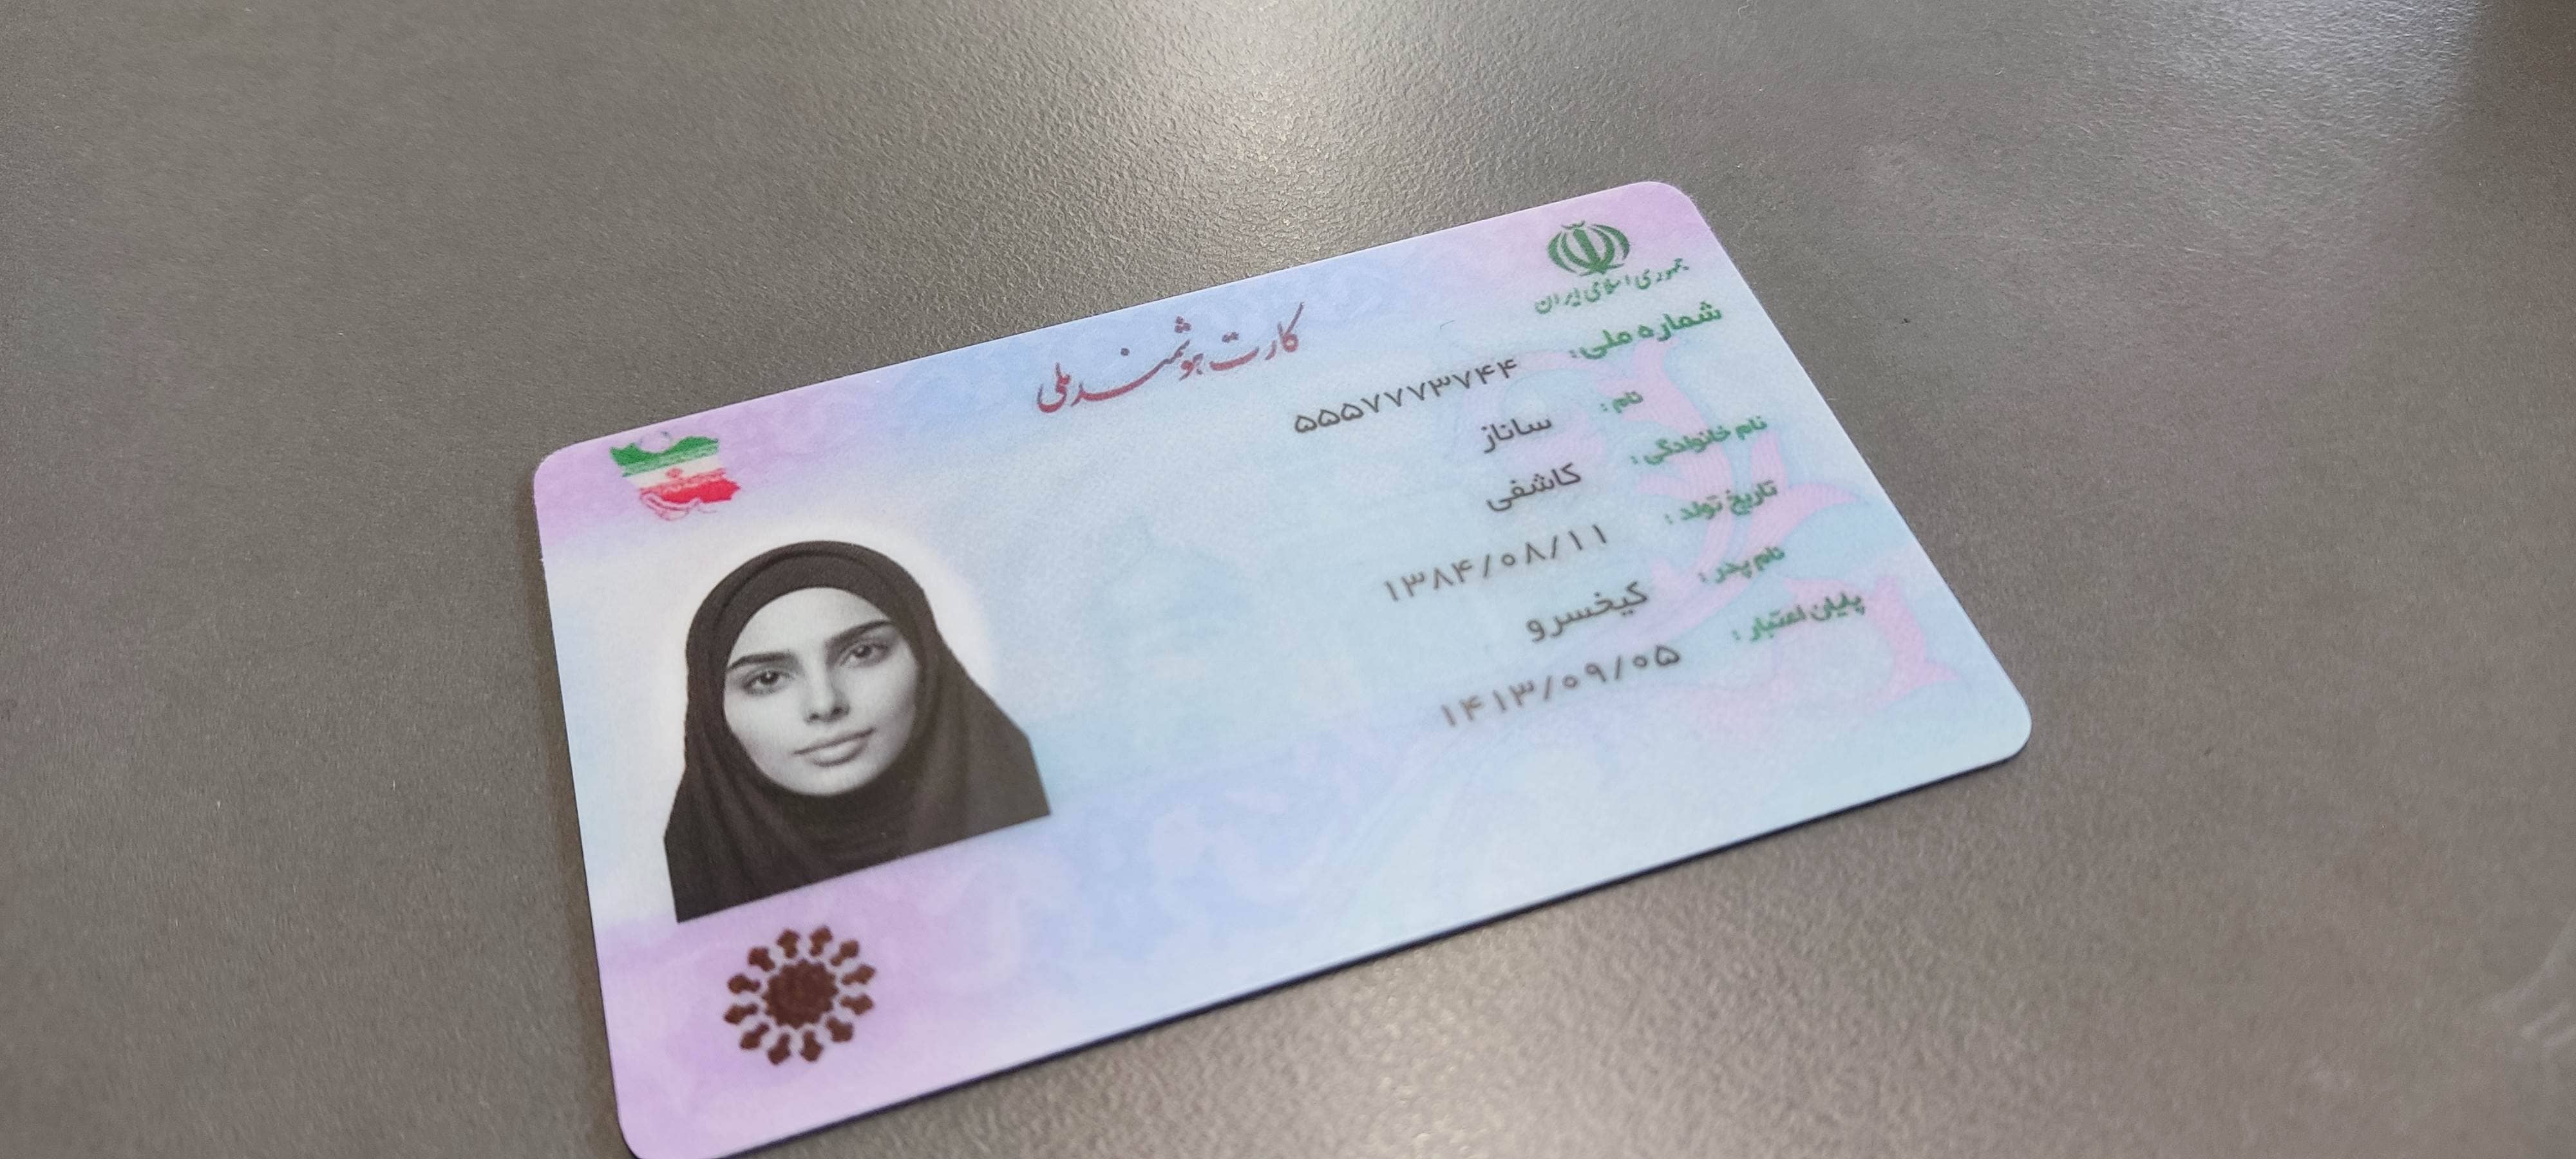 جمهوری اسلامی ایران
کارت هوشمند ملی
شماره ملی: ۵۵۵۷۷۷۳۷۴۴
نام: ساناز
نام خانوادگی: کاشفی
تاریخ تولد: ۱۳۸۴/۰۸/۱۱
نام پدر: کیخسرو
پایان اعتبار: ۱۴۱۳/۰۹/۰۵